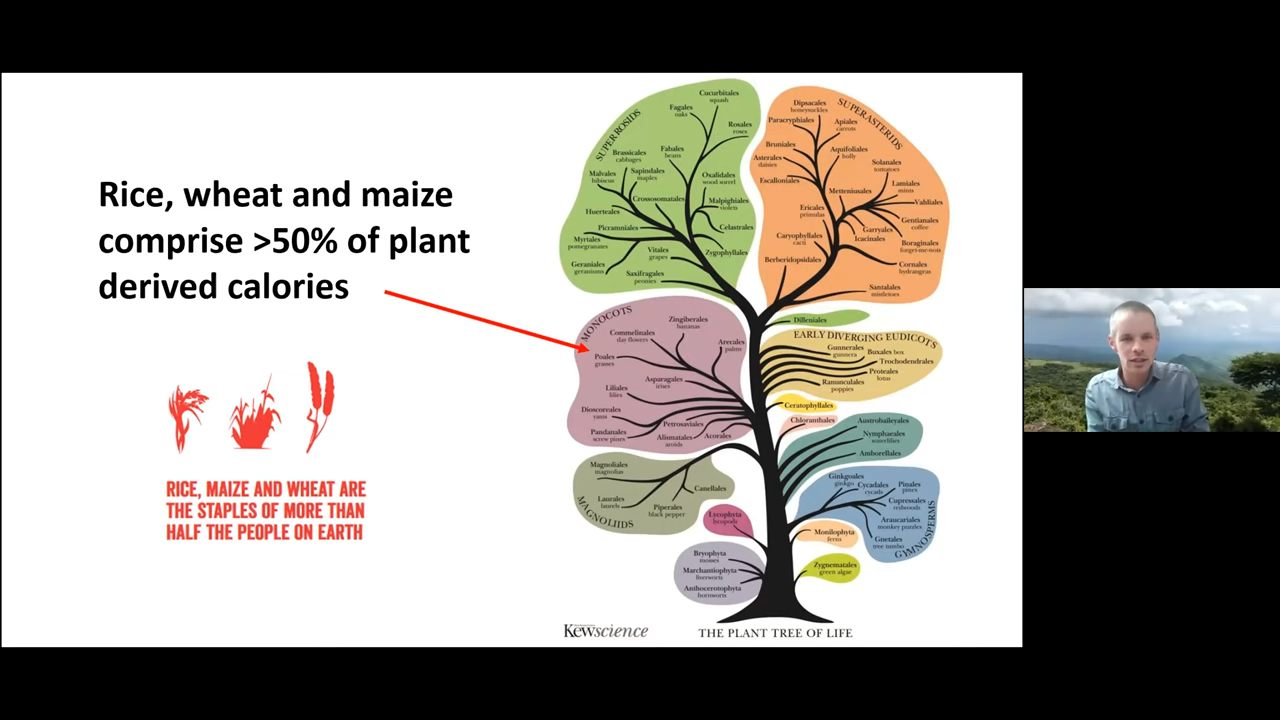 Rice, wheat and maize
comprise >50% of plant
derived calories
RICE, MAIZE AND WHEAT ARE
THE STAPLES OF MORE THAN
HALF THE PEOPLE ON EARTH
SUPERROSIDS
Cucurbitales
squash
Fagales
oaks
Rosales
roses
Fabales
beans
Brassicales
cabbages
Sapindales
maples
Malvales
hibiscus
Oxalidales
wood sorrel
Crossosomatales
Malpighiales
violets
Huerteales
Picramniales
Celastrales
Myrtales
pomegranates
Vitales
grapes
Zygophyllales
Geraniales
geraniums
Saxifragales
peonies
SUPERASTERIDS
Dipsacales
honeysuckles
Paracryphiales
Apiales
carrots
Bruniales
Aquifoliales
holly
Asterales
daisies
Solanales
tomatoes
Escalloniales
Metteniusales
Lamiales
mints
Vahliales
Ericales
primulas
Gentianales
coffee
Garryales
Icacinales
Caryophyllales
cacti
Boraginales
forget-me-nots
Berberidopsidales
Cornales
hydrangeas
Santalales
mistletoes
MONOCOTS
Zingiberales
bananas
Commelinales
day flowers
Arecales
palms
Poales
grasses
Asparagales
irises
Liliales
lilies
Dioscoreales
yams
Petrosaviales
Pandanales
screw pines
Alismatales
aroids
Acorales
Dilleniales
EARLY DIVERGING EUDICOTS
Gunnerales
gunnera
Buxales box
Trochodendrales
Proteales
lotus
Ranunculales
poppies
Ceratophyllales
Chloranthales
Austrobaileyales
Nymphaeales
waterlilies
Amborellales
MAGNOLIIDS
Magnoliales
magnolias
Canellales
Laurales
laurels
Piperales
black pepper
GYMNOSPERMS
Ginkgoales
ginkgo
Cycadales
cycads
Pinales
pines
Cupressales
redwoods
Araucariales
monkey puzzles
Gnetales
tree tumbo
Lycophyta
lycopods
Monilophyta
ferns
Bryophyta
mosses
Marchantiophyta
liverworts
Anthocerotophyta
hornworts
Zygnematales
green algae
Kewscience
THE PLANT TREE OF LIFE